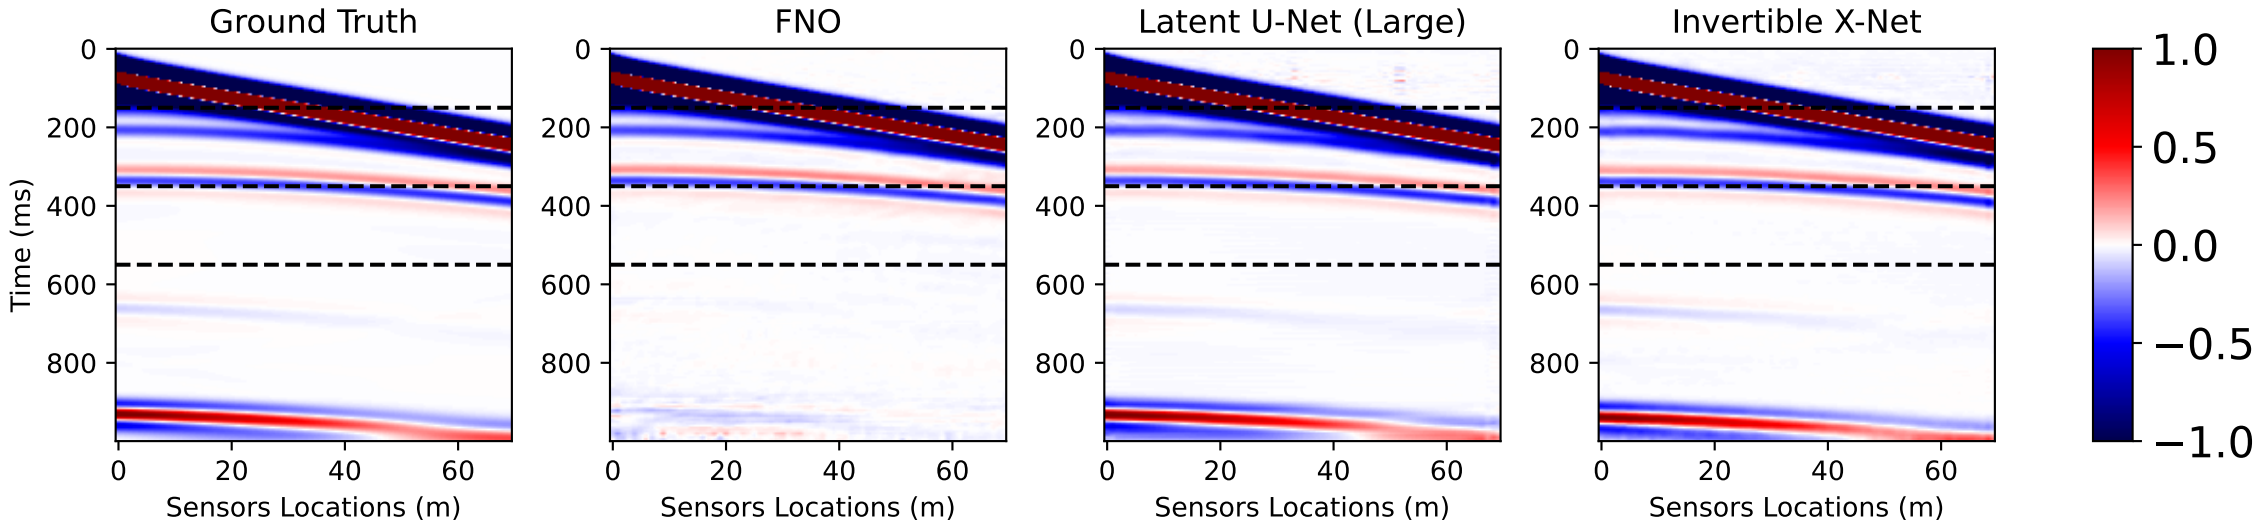 Ground Truth
FNO
Latent U-Net (Large)
Invertible X-Net
0
200
400
600
800
Time (ms)
0 20 40 60
Sensors Locations (m)
0
200
400
600
800
0 20 40 60
Sensors Locations (m)
0
200
400
600
800
0 20 40 60
Sensors Locations (m)
0
200
400
600
800
0 20 40 60
Sensors Locations (m)
1.0
0.5
0.0
−0.5
−1.0